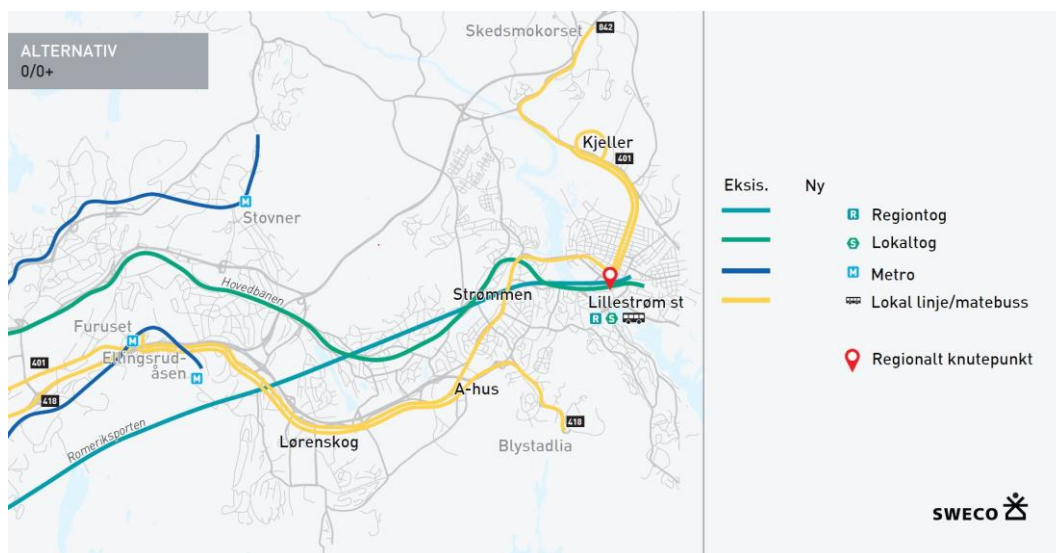 ALTERNATIV
0/0+
Skedsmokorset
842
Kjeller
401
Stovner
M
Hovedbanen
Strømmen
Lillestrøm st
R S
Furuset
M
Ellingsrud-
åsen
M
401
418
A-hus
418
Lørenskog
Blystadlia
Romeriksporten
Eksis. Ny
R Regiontog
S Lokaltog
M Metro
Lokal linje/matebuss
Regionalt knutepunkt
SWECO